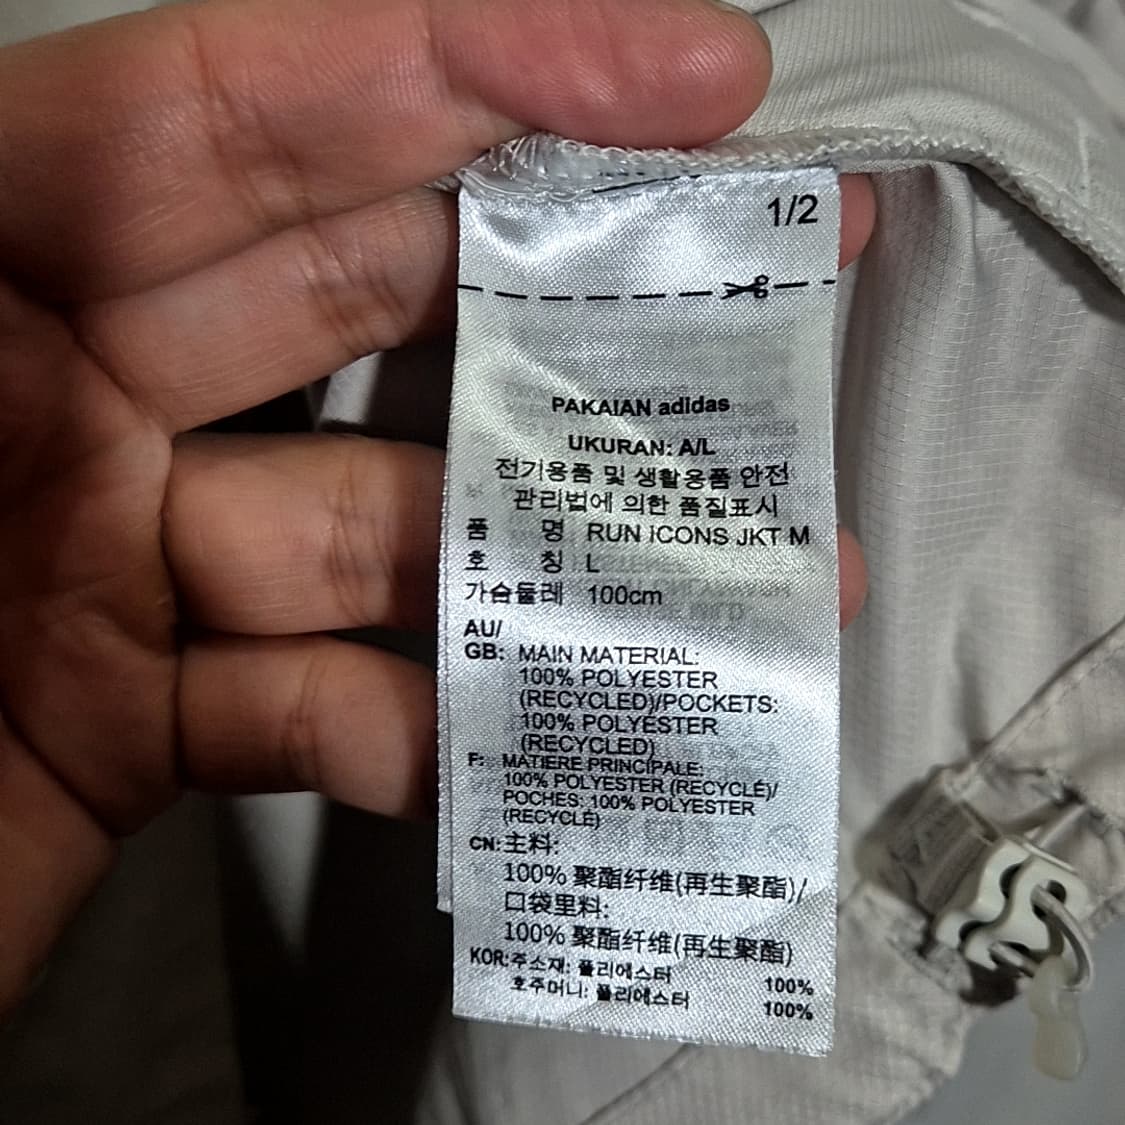 1/2
PAKAIAN adidas
UKURAN: A/L
전기용품 및 생활용품 안전
관리법에 의한 품질표시
품 명 RUN ICONS JKT M
호 칭 L
가슴둘레 100cm
AU/
GB: MAIN MATERIAL:
100% POLYESTER
(RECYCLED)/POCKETS:
100% POLYESTER
(RECYCLED)
F: MATIERE PRINCIPALE:
100% POLYESTER (RECYCLÉ)/
POCHES: 100% POLYESTER
(RECYCLÉ)
CN: 主料:
100% 聚酯纤维(再生聚酯)/
口袋里料:
100% 聚酯纤维(再生聚酯)
KOR: 주소재: 폴리에스터 100%
호주머니: 폴리에스터 100%